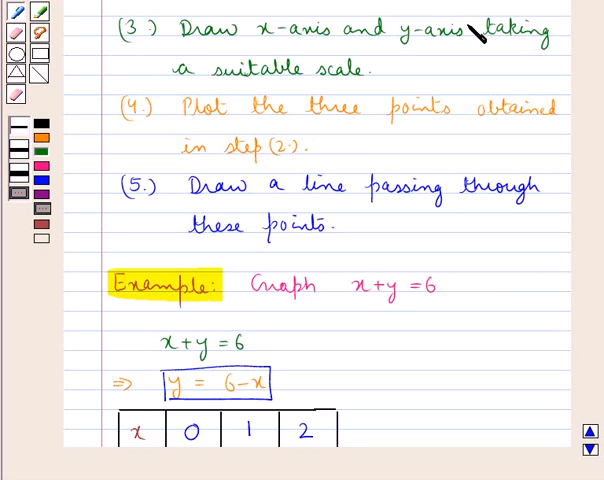 (3.) Draw x-axis and y-axis taking
a suitable scale.
(4.) Plot the three points obtained
in step (2.).
(5.) Draw a line passing through
these points.
Example: Graph x+y = 6
x+y = 6
⇒ y = 6-x
x 0 1 2